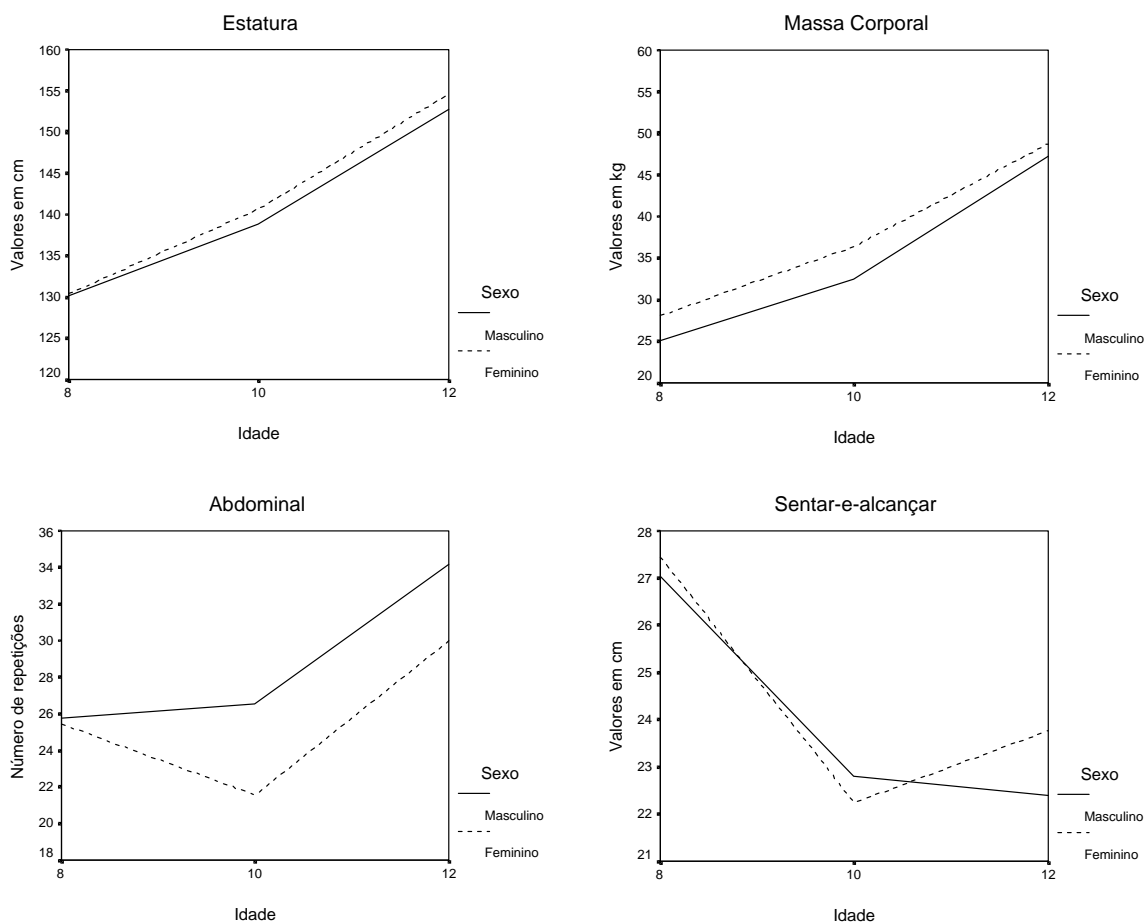 Estatura
160
155
150
145
140
135
130
125
120
Valores em cm
8
10
12
Idade
Sexo
Masculino
Feminino
Massa Corporal
60
55
50
45
40
35
30
25
20
Valores em kg
8
10
12
Idade
Sexo
Masculino
Feminino
Abdominal
36
34
32
30
28
26
24
22
20
18
Número de repetições
8
10
12
Idade
Sexo
Masculino
Feminino
Sentar-e-alcançar
28
27
26
25
24
23
22
21
Valores em cm
8
10
12
Idade
Sexo
Masculino
Feminino